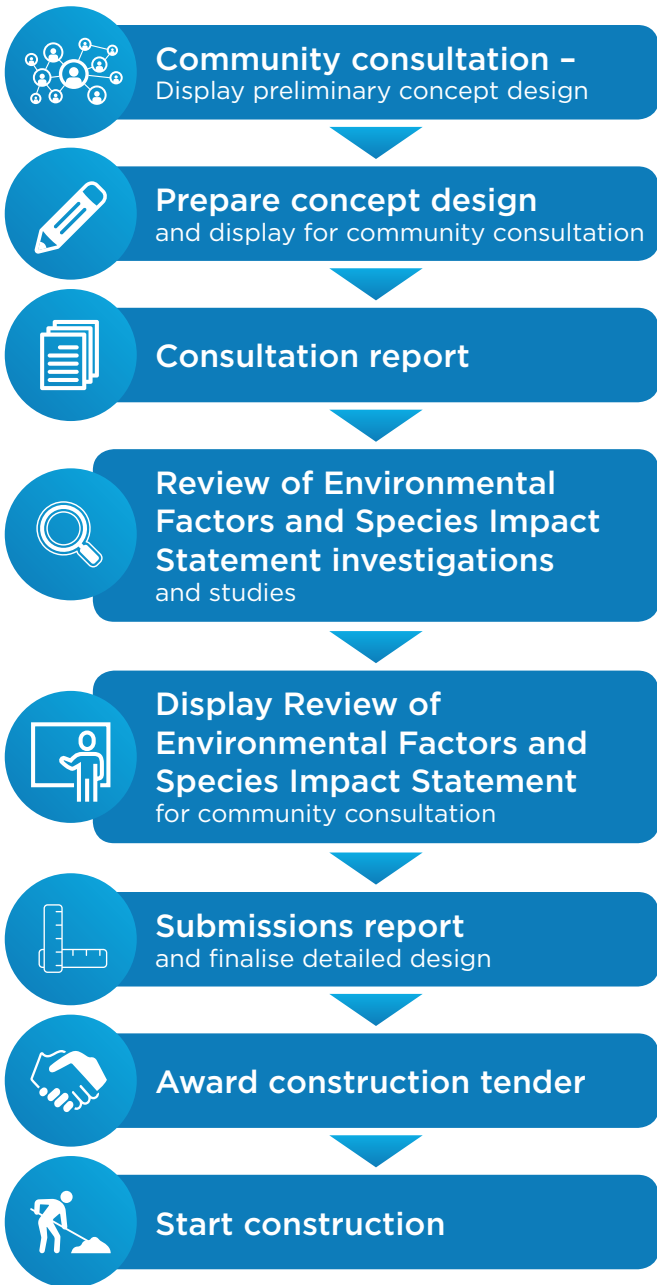 Community consultation –
Display preliminary concept design
Prepare concept design
and display for community consultation
Consultation report
Review of Environmental
Factors and Species Impact
Statement investigations
and studies
Display Review of
Environmental Factors and
Species Impact Statement
for community consultation
Submissions report
and finalise detailed design
Award construction tender
Start construction